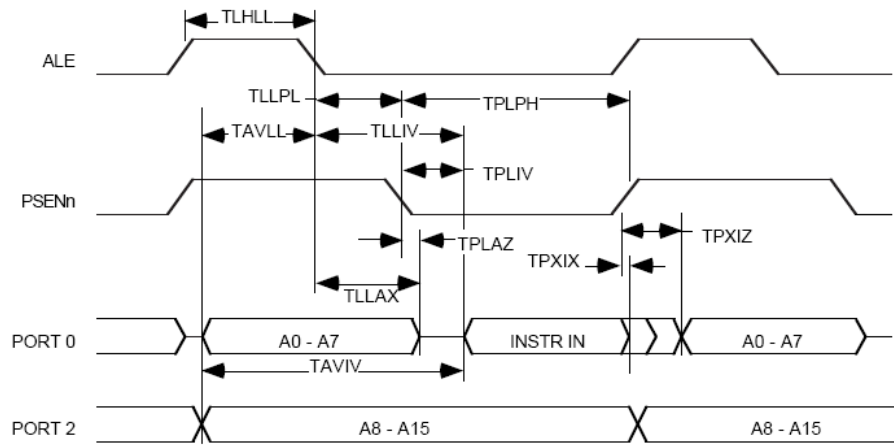 TLHLL
ALE
TLLPL
TPLPH
TAVLL
TLLIV
TPLIV
PSENn
TPLAZ
TPXIZ
TPXIX
TLLAX
PORT 0
A0 - A7
INSTR IN
A0 - A7
TAVIV
PORT 2
A8 - A15
A8 - A15